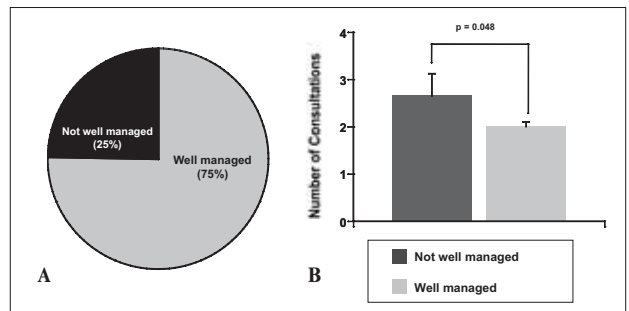 Not well managed
(25%)
Well managed
(75%)
A
p = 0.048
Number of Consultations
4
3
2
1
0
B
Not well managed
Well managed